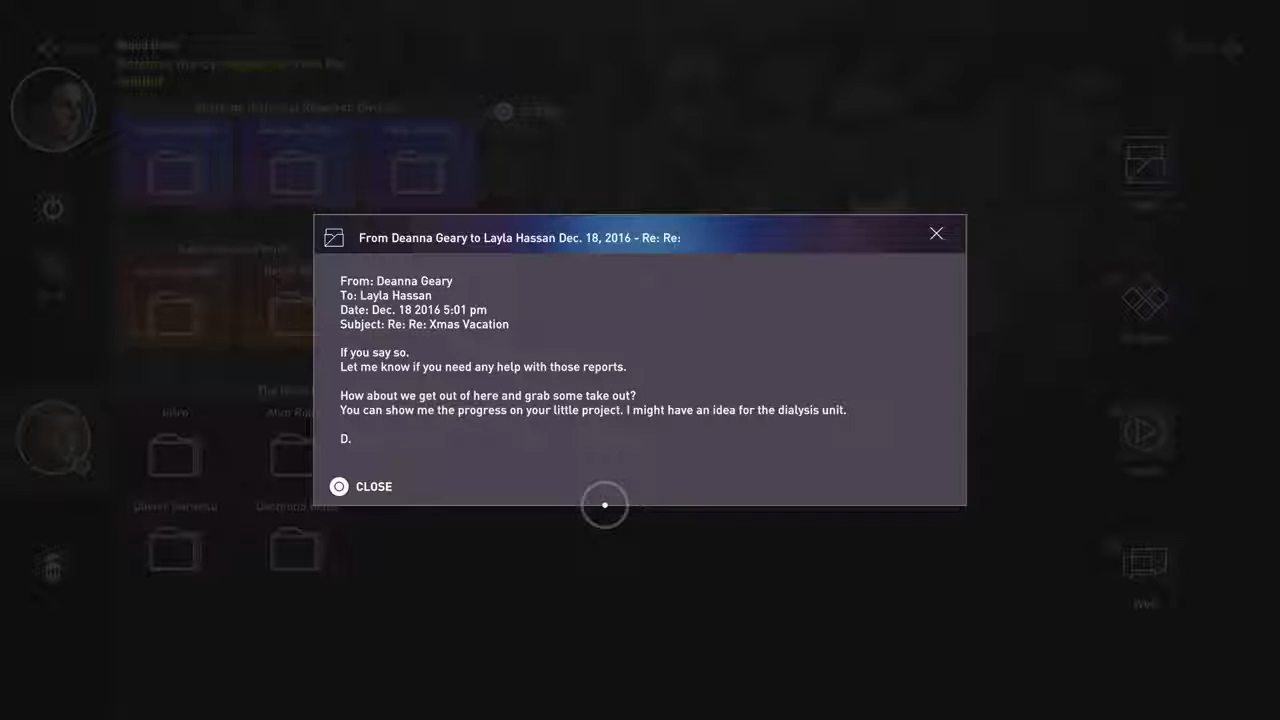 From Deanna Geary to Layla Hassan Dec. 18, 2016 - Re: Re:
From: Deanna Geary
To: Layla Hassan
Date: Dec. 18 2016 5:01 pm
Subject: Re: Re: Xmas Vacation
If you say so.
Let me know if you need any help with those reports.
How about we get out of here and grab some take out?
You can show me the progress on your little project. I might have an idea for the dialysis unit.
D.
CLOSE
Intro